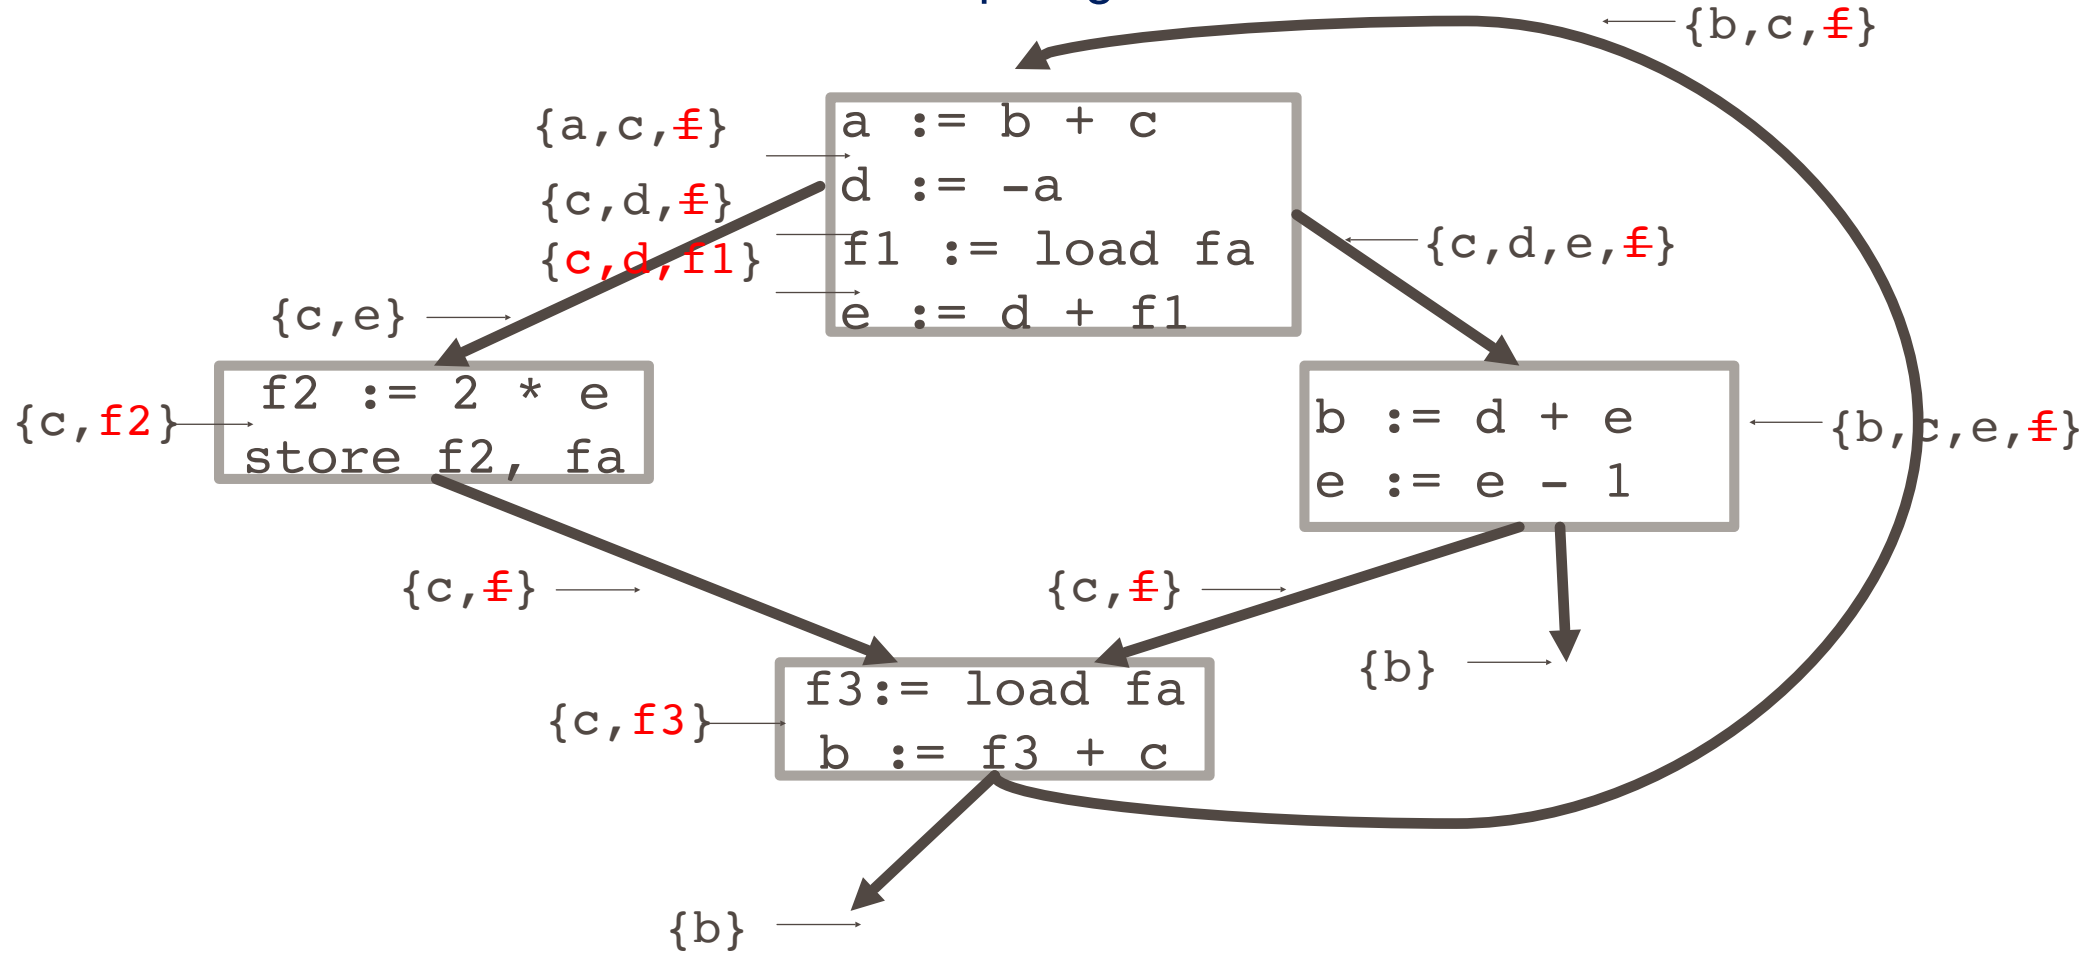 {b,c,f}
{a,c,f}
a := b + c
{c,d,f}
d := -a
{c,d,f1}
f1 := load fa
{c,d,e,f}
{c,e}
e := d + f1
{c,f2}
f2 := 2 * e
store f2, fa
b := d + e
e := e - 1
{b,c,e,f}
{c,f}
{c,f}
{b}
{c,f3}
f3:= load fa
b := f3 + c
{b}